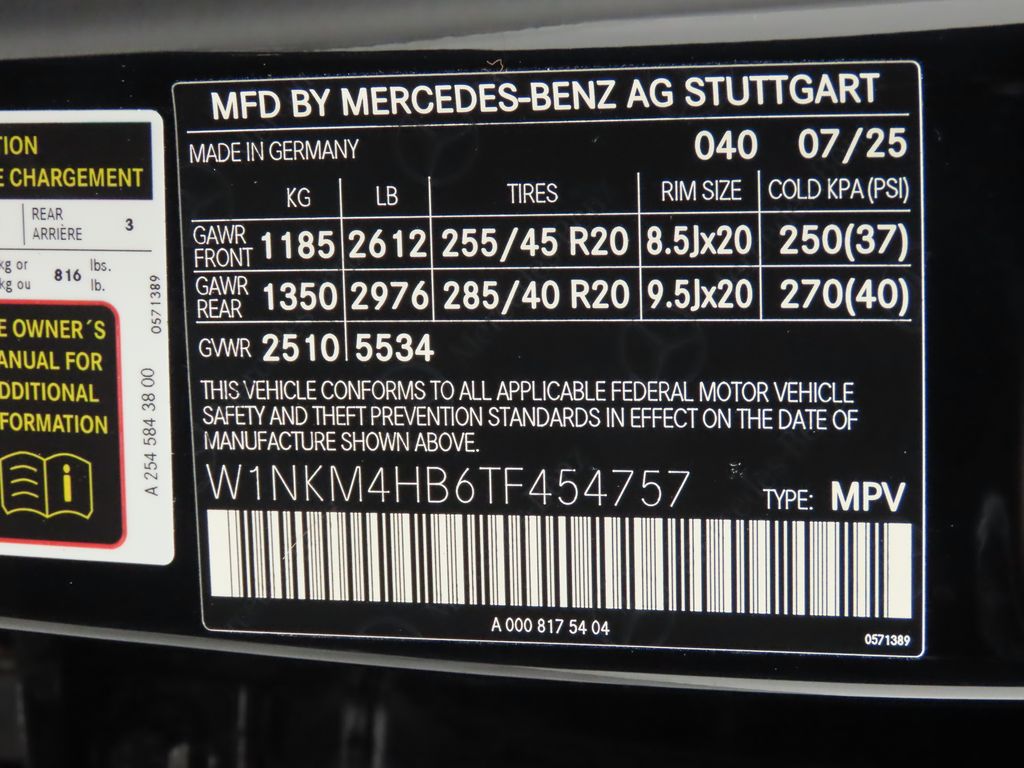 TION
E CHARGEMENT
REAR
ARRIÈRE 3
kg or
kg ou 816 lbs.
lb.
E OWNER´S
ANUAL FOR
DDITIONAL
FORMATION
0571389
A 254 584 38 00
MFD BY MERCEDES-BENZ AG STUTTGART
MADE IN GERMANY 040 07/25
KG LB TIRES RIM SIZE COLD KPA (PSI)
GAWR FRONT 1185 2612 255/45 R20 8.5Jx20 250(37)
GAWR REAR 1350 2976 285/40 R20 9.5Jx20 270(40)
GVWR 2510 5534
THIS VEHICLE CONFORMS TO ALL APPLICABLE FEDERAL MOTOR VEHICLE
SAFETY AND THEFT PREVENTION STANDARDS IN EFFECT ON THE DATE OF
MANUFACTURE SHOWN ABOVE.
W1NKM4HB6TF454757 TYPE: MPV
A 000 817 54 04
0571389